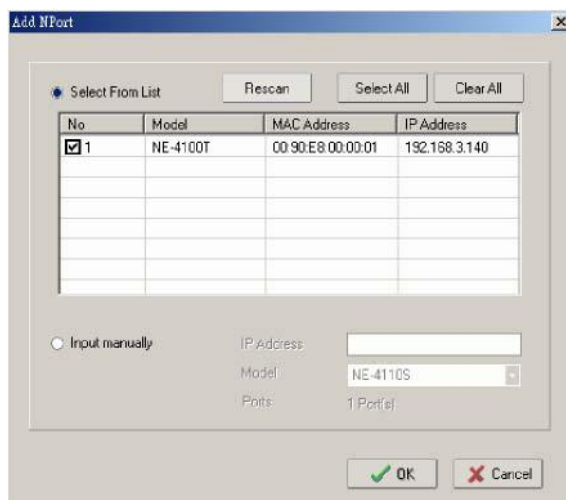 Add NPort
Select From List
Rescan
Select All
Clear All
No Model MAC Address IP Address
1 NE-4100T 00:90:E8:00:00:01 192.168.3.140
Input manually
IP Address
Model NE-4110S
Ports 1 Port(s)
OK
Cancel